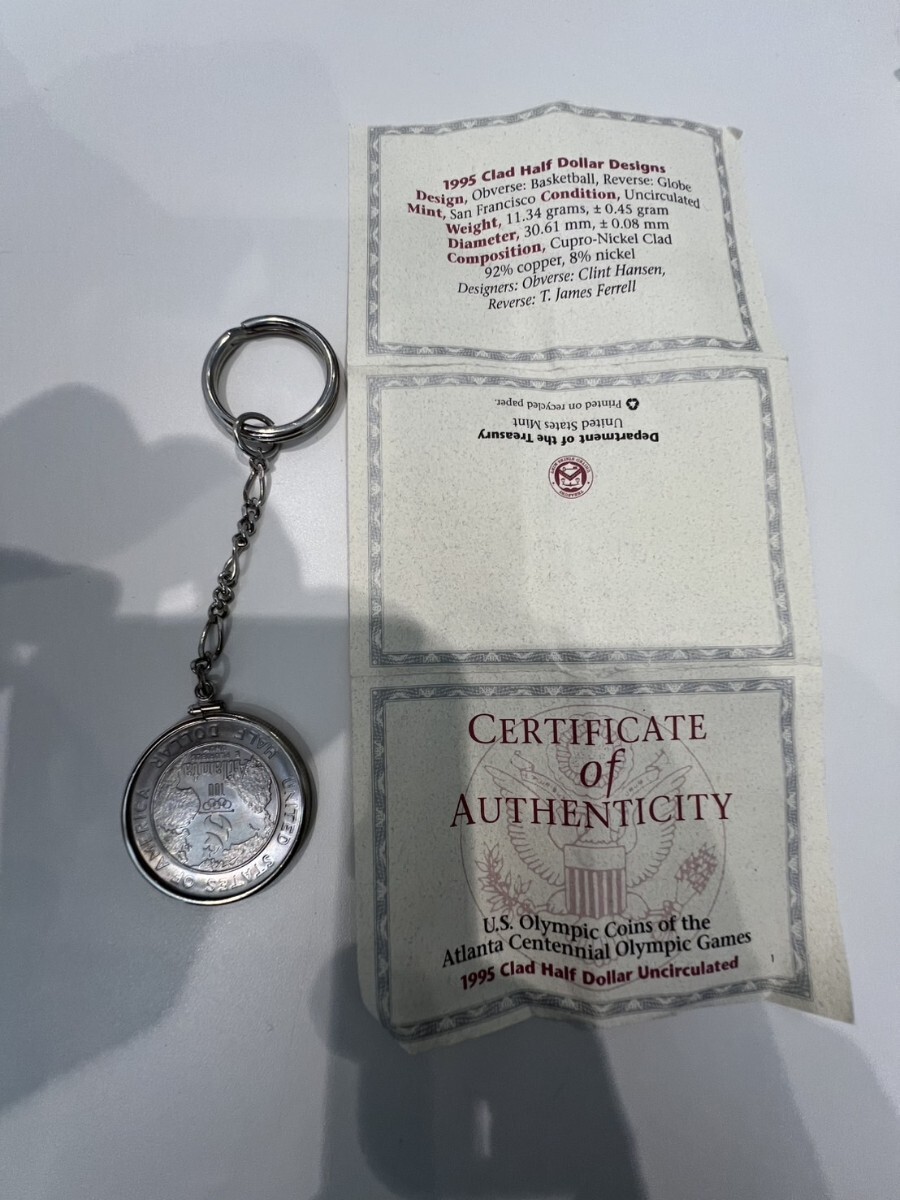 1995 Clad Half Dollar Designs
Design, Obverse: Basketball, Reverse: Globe
Mint, San Francisco Condition, Uncirculated
Weight, 11.34 grams, ± 0.45 gram
Diameter, 30.61 mm, ± 0.08 mm
Composition, Cupro-Nickel Clad
92% copper, 8% nickel
Designers: Obverse: Clint Hansen,
Reverse: T. James Ferrell
Department of the Treasury
United States Mint
Printed on recycled paper.
CERTIFICATE
of
AUTHENTICITY
U.S. Olympic Coins of the
Atlanta Centennial Olympic Games
1995 Clad Half Dollar Uncirculated
1
UNITED STATES OF AMERICA
HALF DOLLAR
Atlanta
100